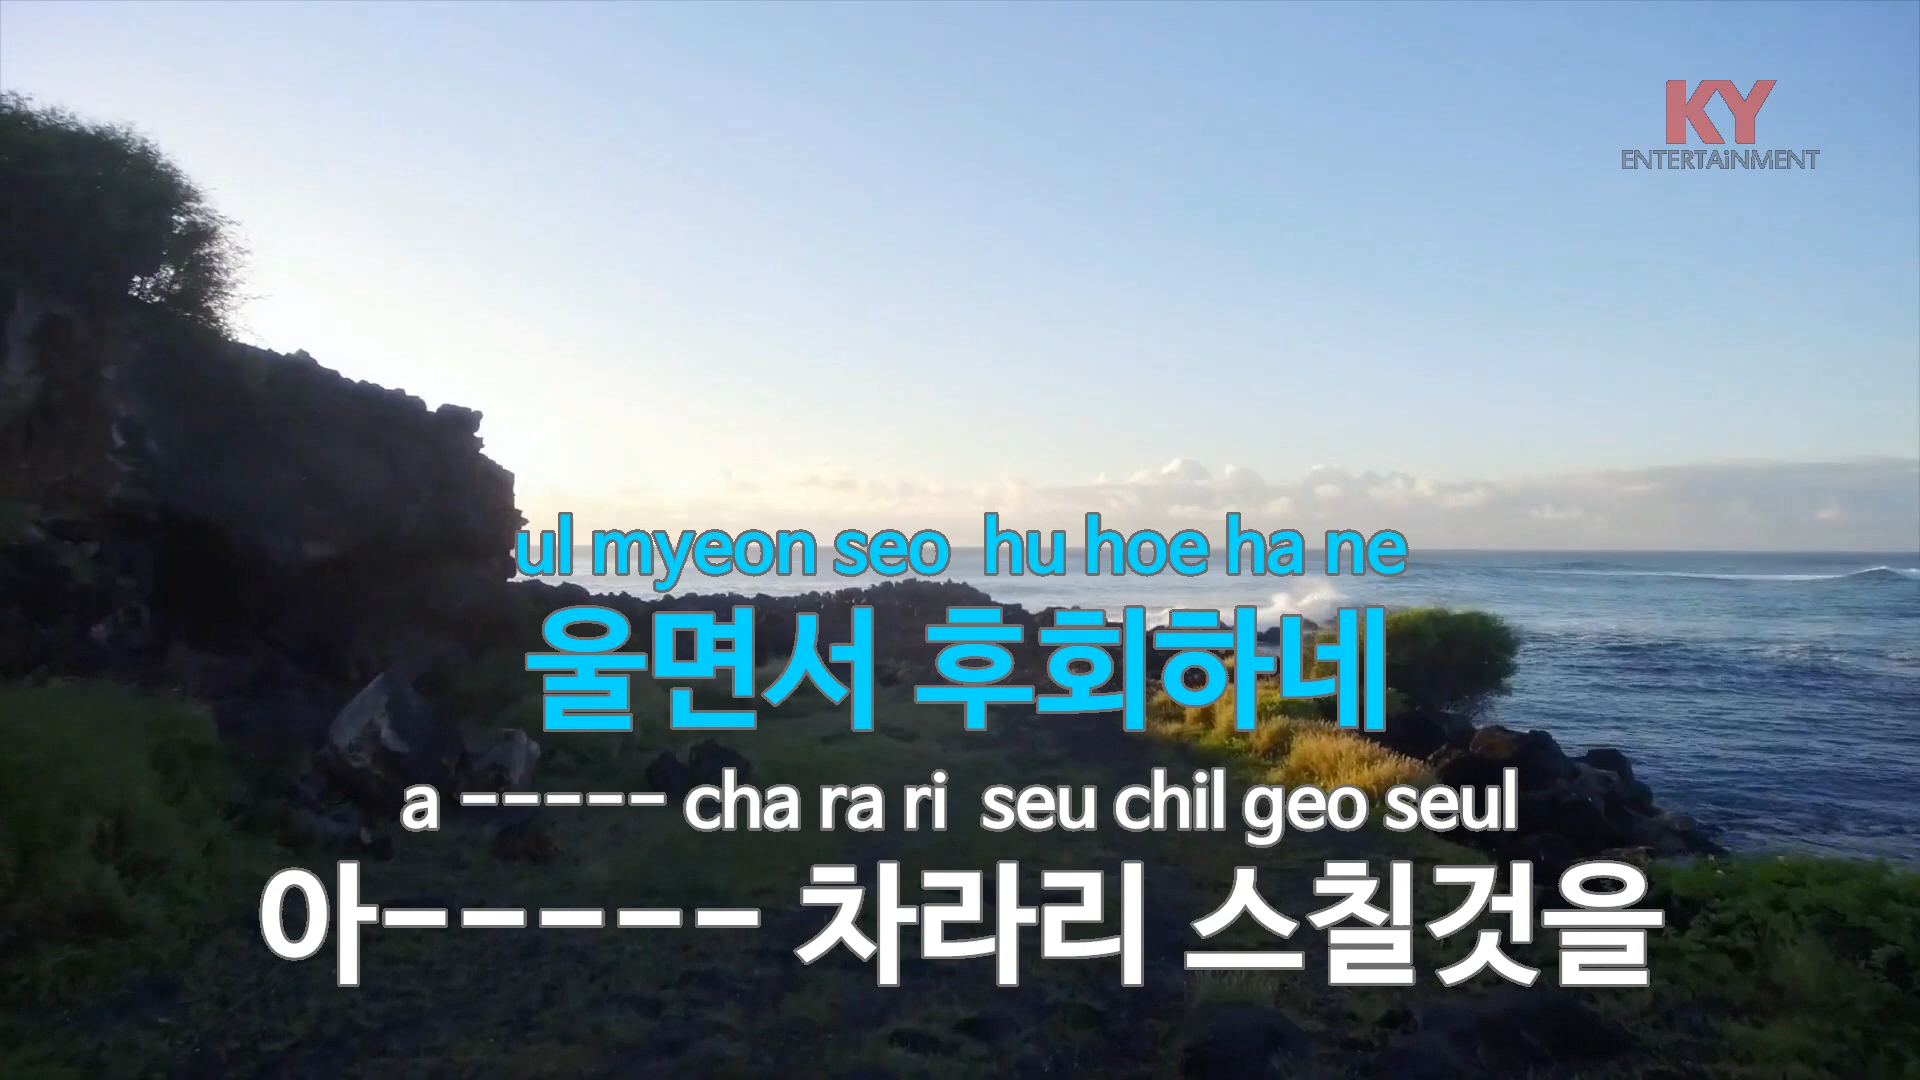 KY
ENTERTAiNMENT
ul myeon seo hu hoe ha ne
울면서 후회하네
a ----- cha ra ri seu chil geo seul
아----- 차라리 스칠것을